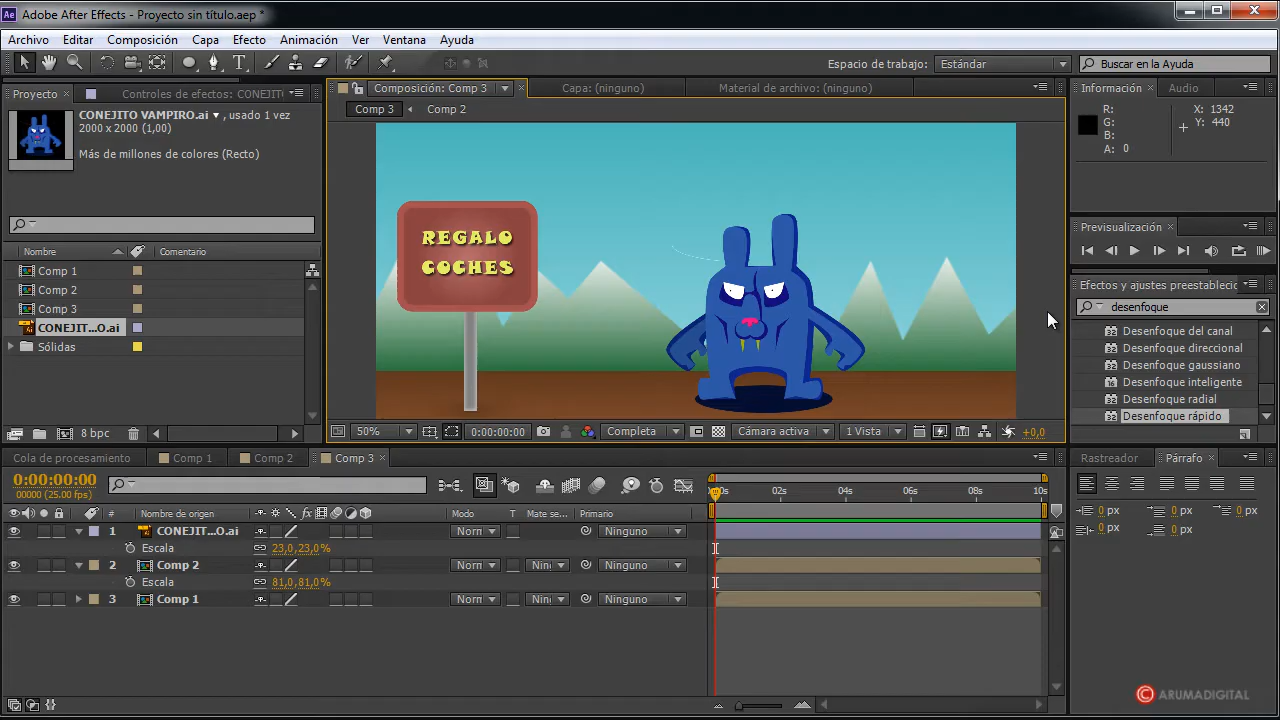 Adobe After Effects - Proyecto sin título.aep *
Archivo Editar Composición Capa Efecto Animación Ver Ventana Ayuda
Espacio de trabajo: Estándar Buscar en la Ayuda
Proyecto × Controles de efectos: CONEJIT
CONEJITO VAMPIRO.ai ▼, usado 1 vez
2000 x 2000 (1,00)
Más de millones de colores (Recto)
Nombre Comentario
Comp 1
Comp 2
Comp 3
CONEJIT...O.ai
Sólidas
8 bpc
Composición: Comp 3 Capa: (ninguno) Material de archivo: (ninguno)
Comp 3 Comp 2
REGALO
COCHES
50% 0:00:00:00 Completa Cámara activa 1 Vista +0,0
Información × Audio
R: X: 1342
G: Y: 440
B:
A: 0
Previsualización ×
Efectos y ajustes preestablecic
desenfoque
Desenfoque del canal
Desenfoque direccional
Desenfoque gaussiano
Desenfoque inteligente
Desenfoque radial
Desenfoque rápido
Cola de procesamiento Comp 1 Comp 2 Comp 3 ×
0:00:00:00
00000 (25.00 fps)
# Nombre de origen Modo T Mate se... Primario
00s 02s 04s 06s 08s 10s
1 CONEJIT...O.ai Norn Ninguno
Escala 23,0,23,0%
2 Comp 2 Norn Ning Ninguno
Escala 81,0,81,0%
3 Comp 1 Norn Ning Ninguno
Rastreador Párrafo ×
0 px 0 px 0 px
0 px 0 px
© ARUMADIGITAL